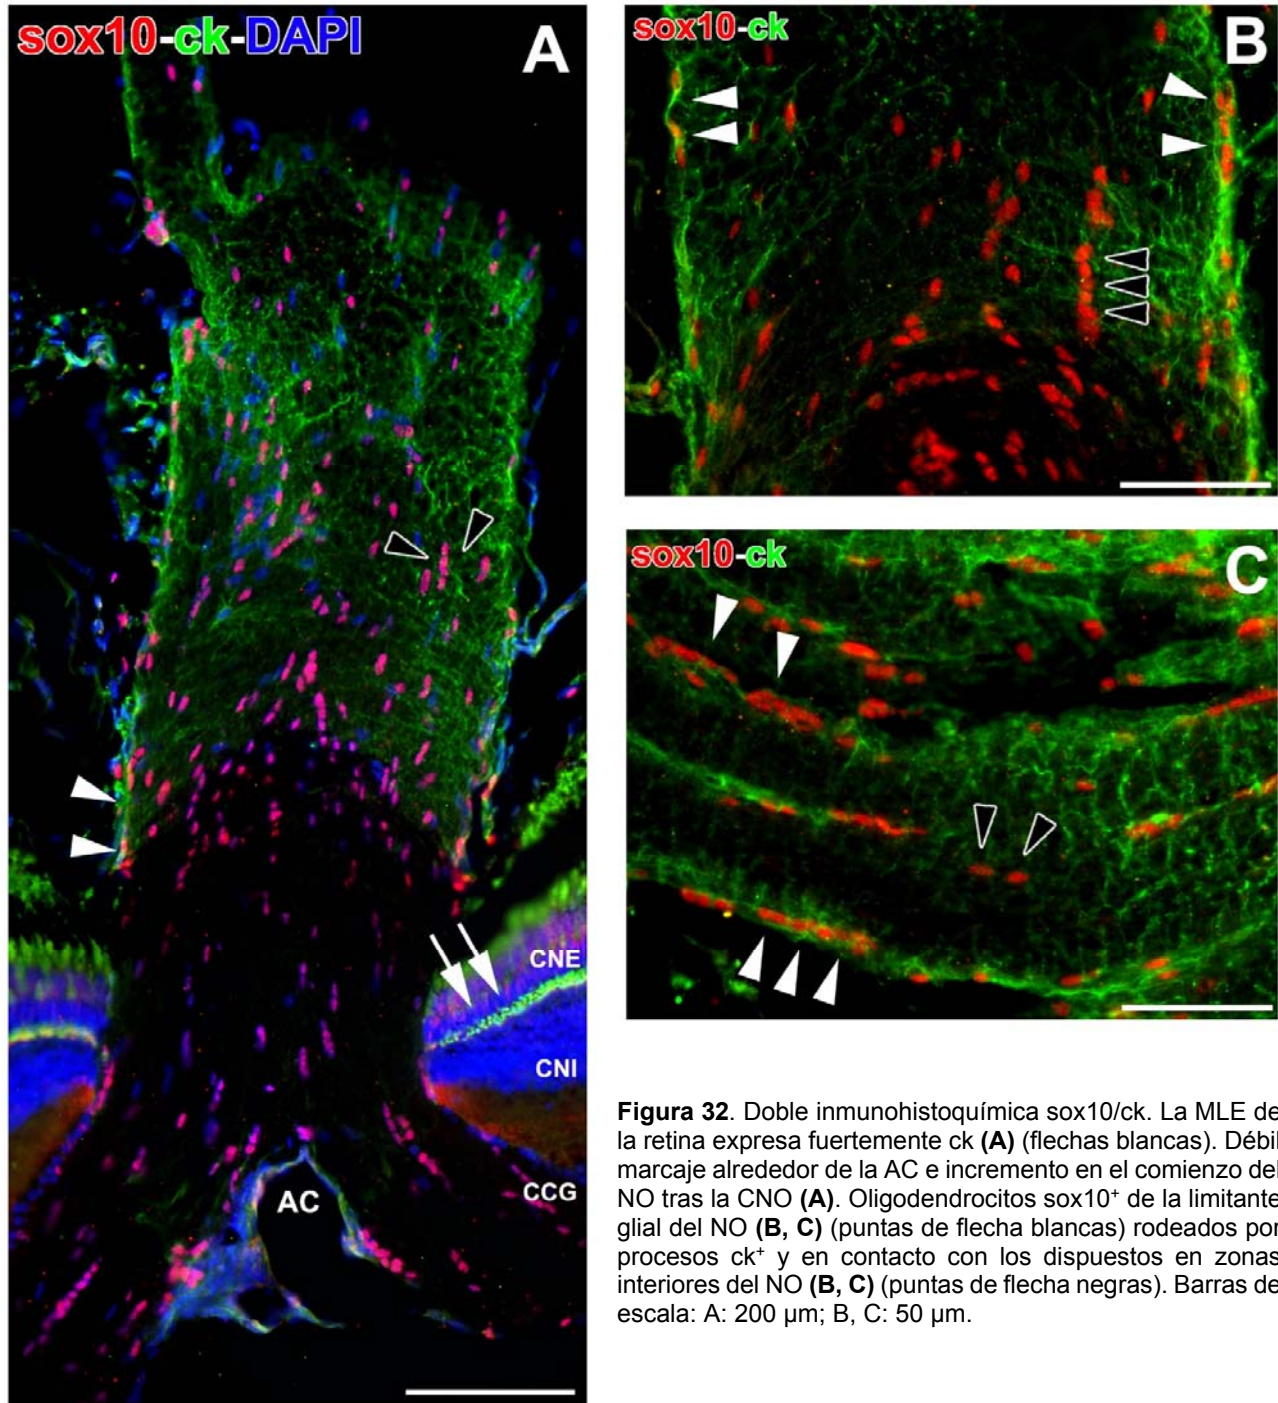 sox10-ck-DAPI
A
CNE
CNI
CCG
AC
sox10-ck
B
sox10-ck
C
Figura 32. Doble inmunohistoquímica sox10/ck. La MLE de
la retina expresa fuertemente ck (A) (flechas blancas). Débil
marcaje alrededor de la AC e incremento en el comienzo del
NO tras la CNO (A). Oligodendrocitos sox10⁺ de la limitante
glial del NO (B, C) (puntas de flecha blancas) rodeados por
procesos ck⁺ y en contacto con los dispuestos en zonas
interiores del NO (B, C) (puntas de flecha negras). Barras de
escala: A: 200 µm; B, C: 50 µm.